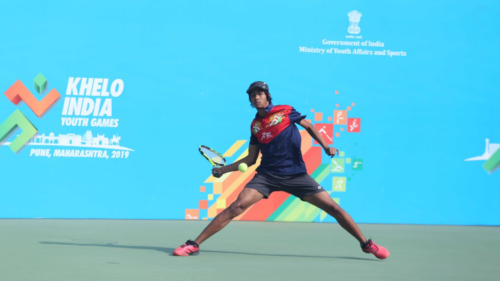 Government of India
Ministry of Youth Affairs and Sports
KHELO
INDIA
YOUTH GAMES
PUNE, MAHARASHTRA, 2019